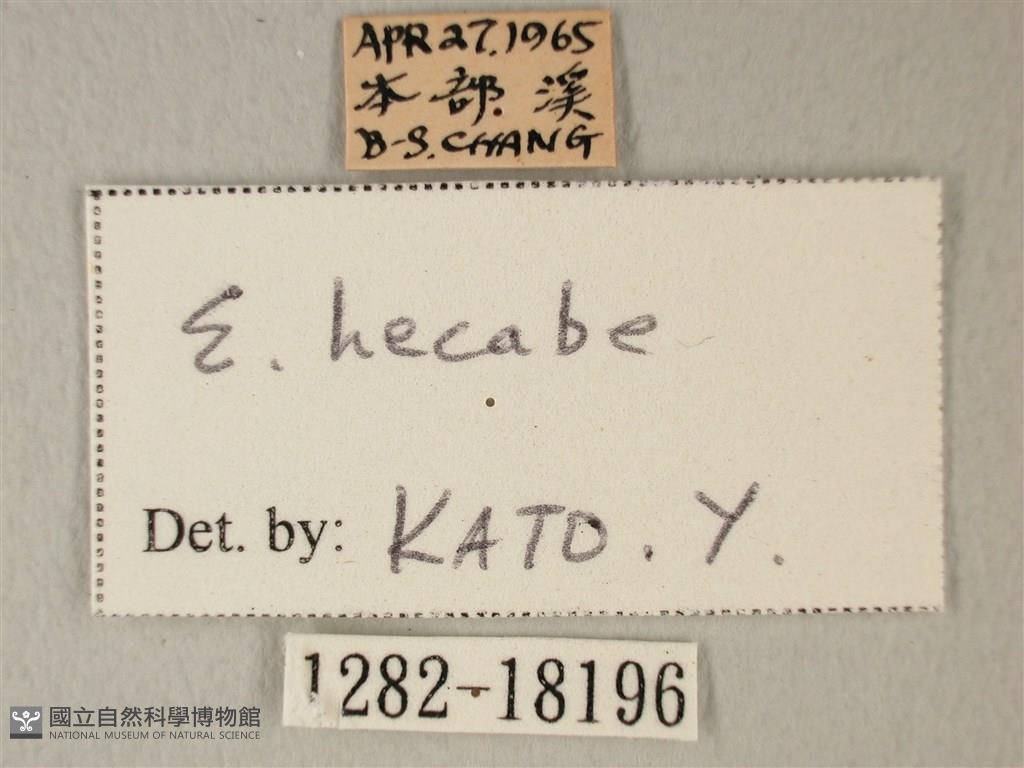 APR 27. 1965
本部溪
B-S. CHANG
E. hecabe
Det. by: KATO. Y.
1282-18196
國立自然科學博物館
NATIONAL MUSEUM OF NATURAL SCIENCE